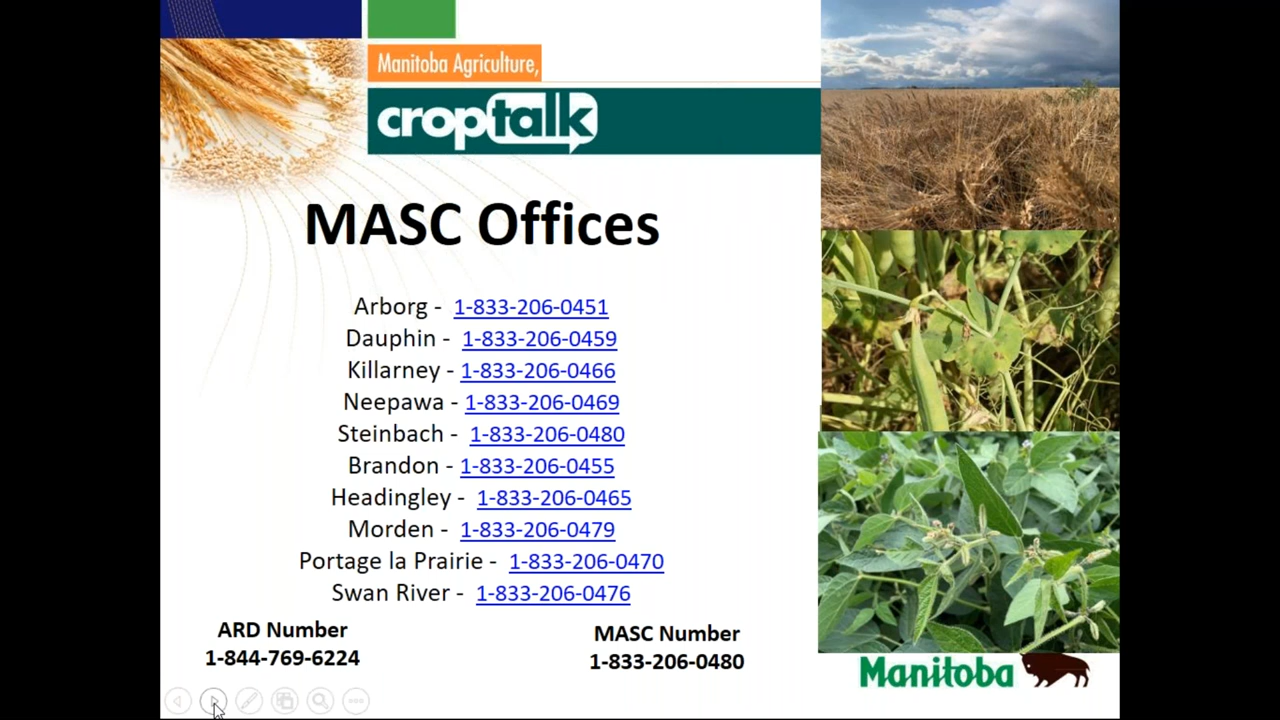 Manitoba Agriculture,
croptalk
MASC Offices
Arborg - 1-833-206-0451
Dauphin - 1-833-206-0459
Killarney - 1-833-206-0466
Neepawa - 1-833-206-0469
Steinbach - 1-833-206-0480
Brandon - 1-833-206-0455
Headingley - 1-833-206-0465
Morden - 1-833-206-0479
Portage la Prairie - 1-833-206-0470
Swan River - 1-833-206-0476
ARD Number
1-844-769-6224
MASC Number
1-833-206-0480
Manitoba